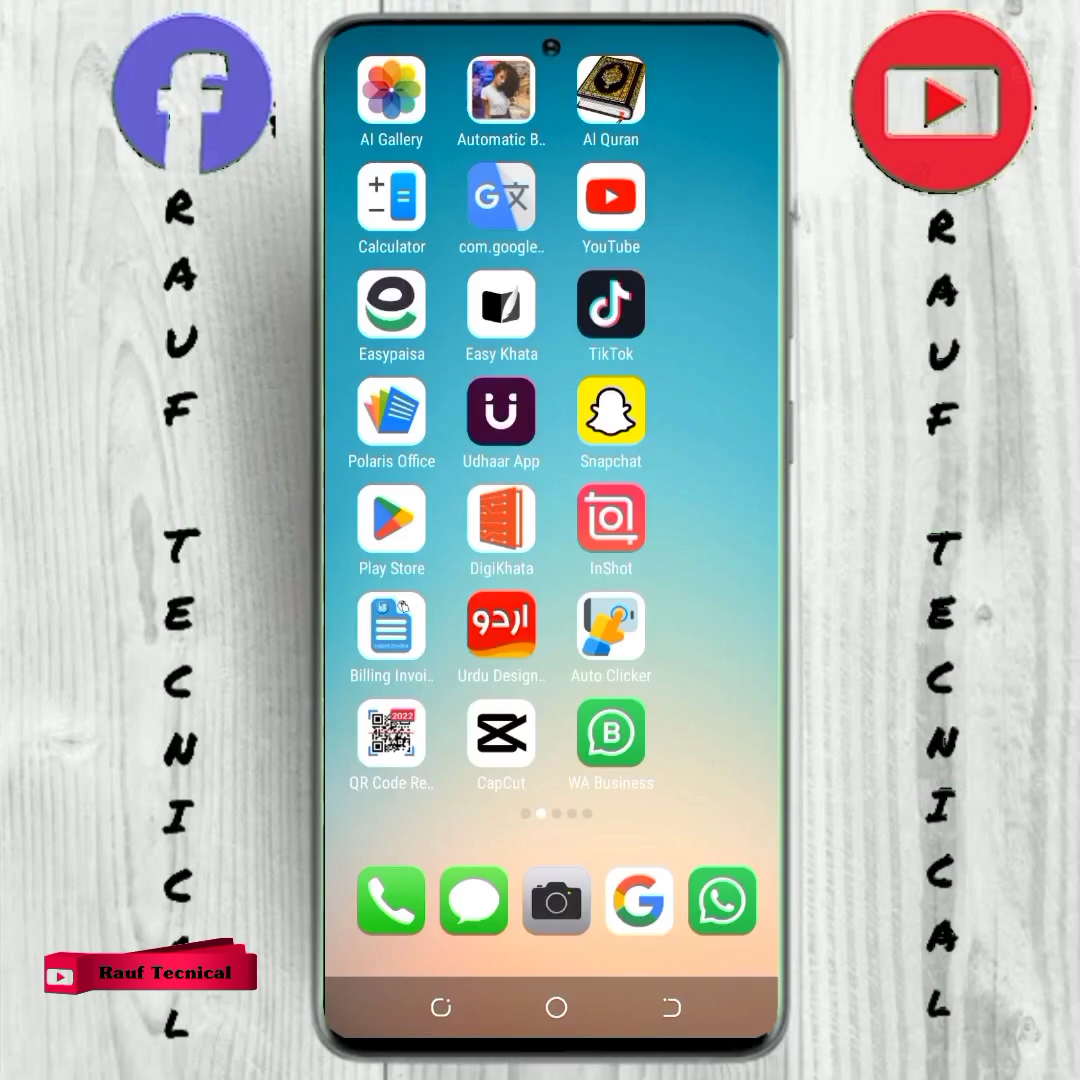 RAUF TECNICAL
AI Gallery
Automatic B..
Al Quran
Calculator
com.google..
YouTube
Easypaisa
Easy Khata
TikTok
Polaris Office
Udhaar App
Snapchat
Play Store
DigiKhata
InShot
اردو
Billing Invoi..
Urdu Design..
Auto Clicker
2022
B
QR Code Re..
CapCut
WA Business
Rauf Tecnical
RAUF TECNICAL